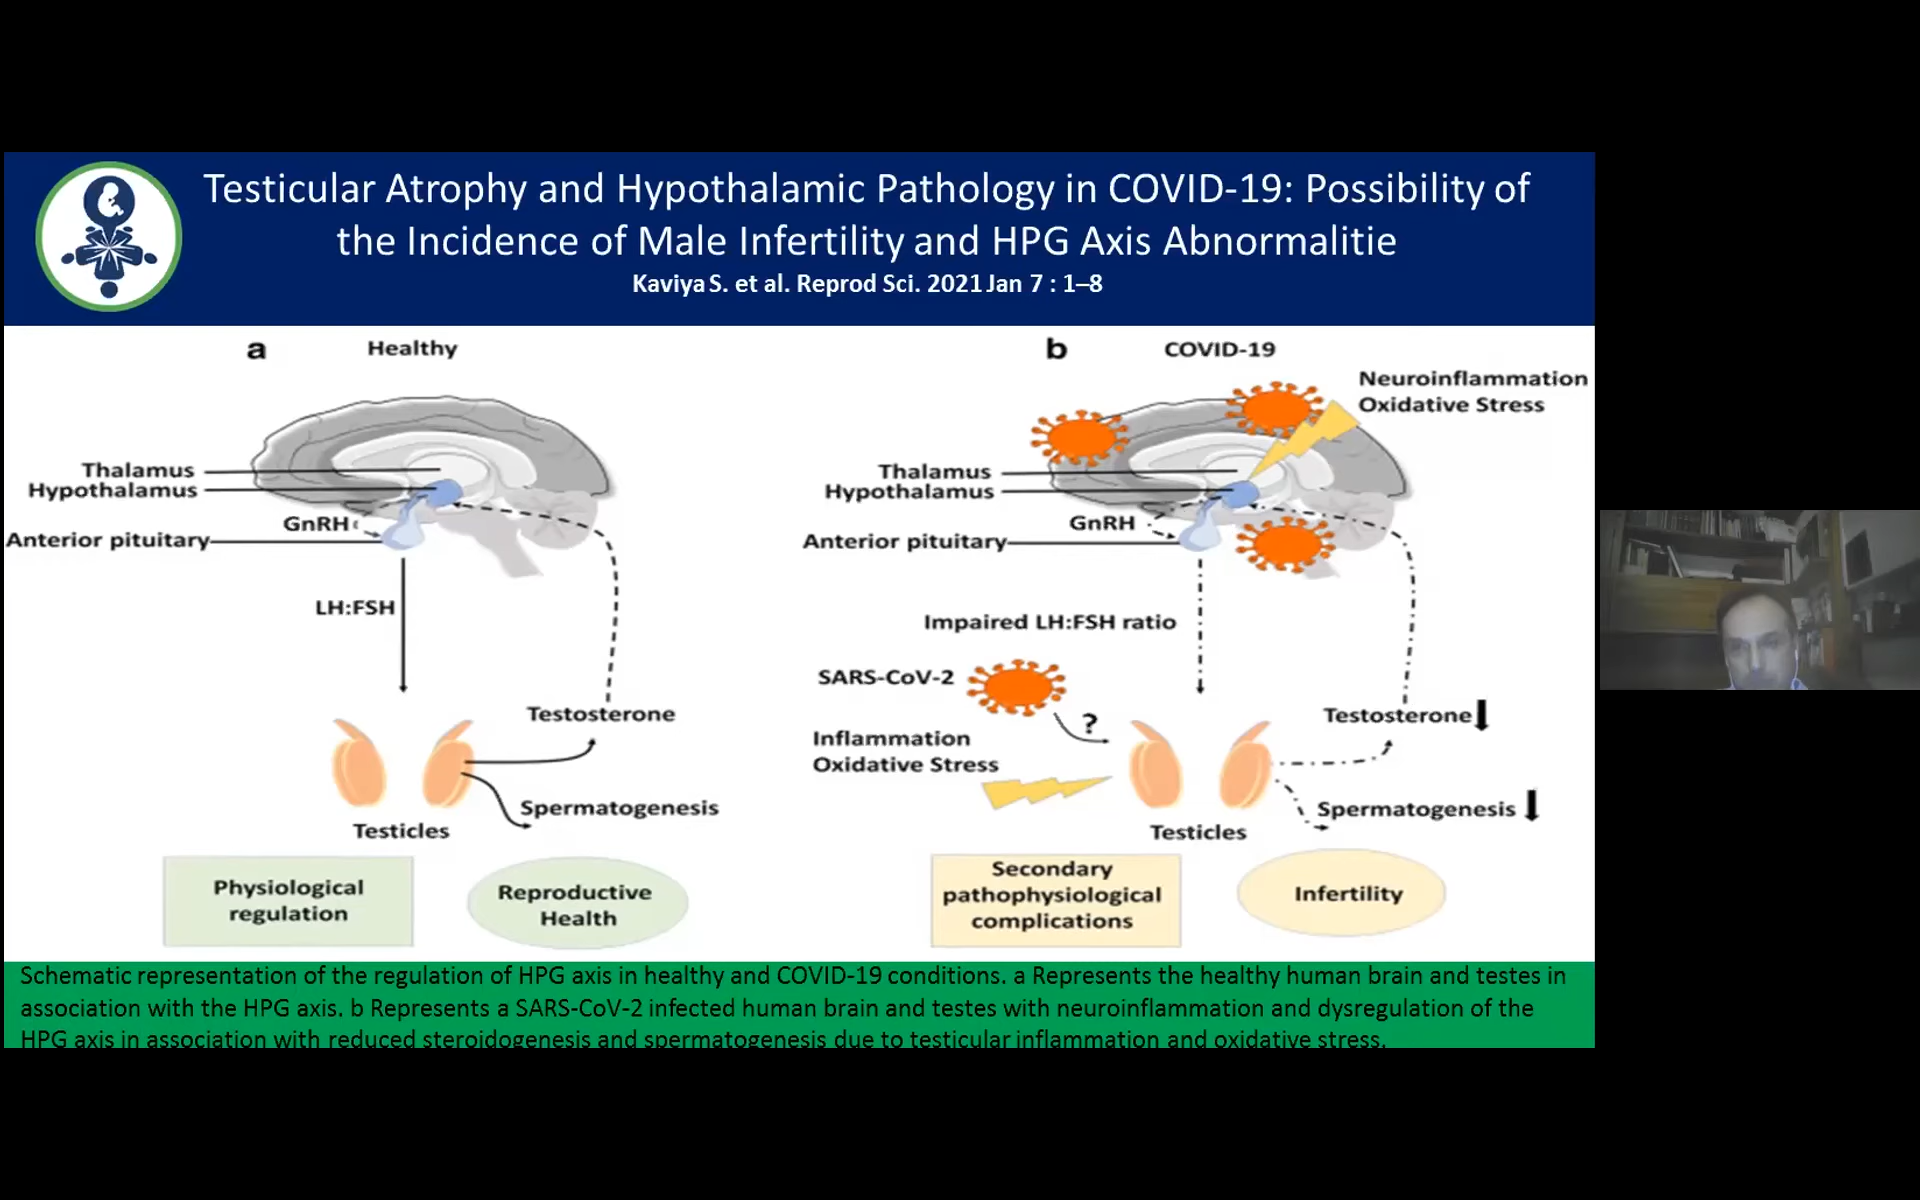 Testicular Atrophy and Hypothalamic Pathology in COVID-19: Possibility of
the Incidence of Male Infertility and HPG Axis Abnormalitie
Kaviya S. et al. Reprod Sci. 2021 Jan 7 : 1–8
a Healthy
Thalamus
Hypothalamus
GnRH
Anterior pituitary
LH:FSH
Testosterone
Spermatogenesis
Testicles
Physiological
regulation
Reproductive
Health
b COVID-19
Neuroinflammation
Oxidative Stress
Thalamus
Hypothalamus
GnRH
Anterior pituitary
Impaired LH:FSH ratio
SARS-CoV-2
?
Inflammation
Oxidative Stress
Testosterone
Spermatogenesis
Testicles
Secondary
pathophysiological
complications
Infertility
Schematic representation of the regulation of HPG axis in healthy and COVID-19 conditions. a Represents the healthy human brain and testes in
association with the HPG axis. b Represents a SARS-CoV-2 infected human brain and testes with neuroinflammation and dysregulation of the
HPG axis in association with reduced steroidogenesis and spermatogenesis due to testicular inflammation and oxidative stress.